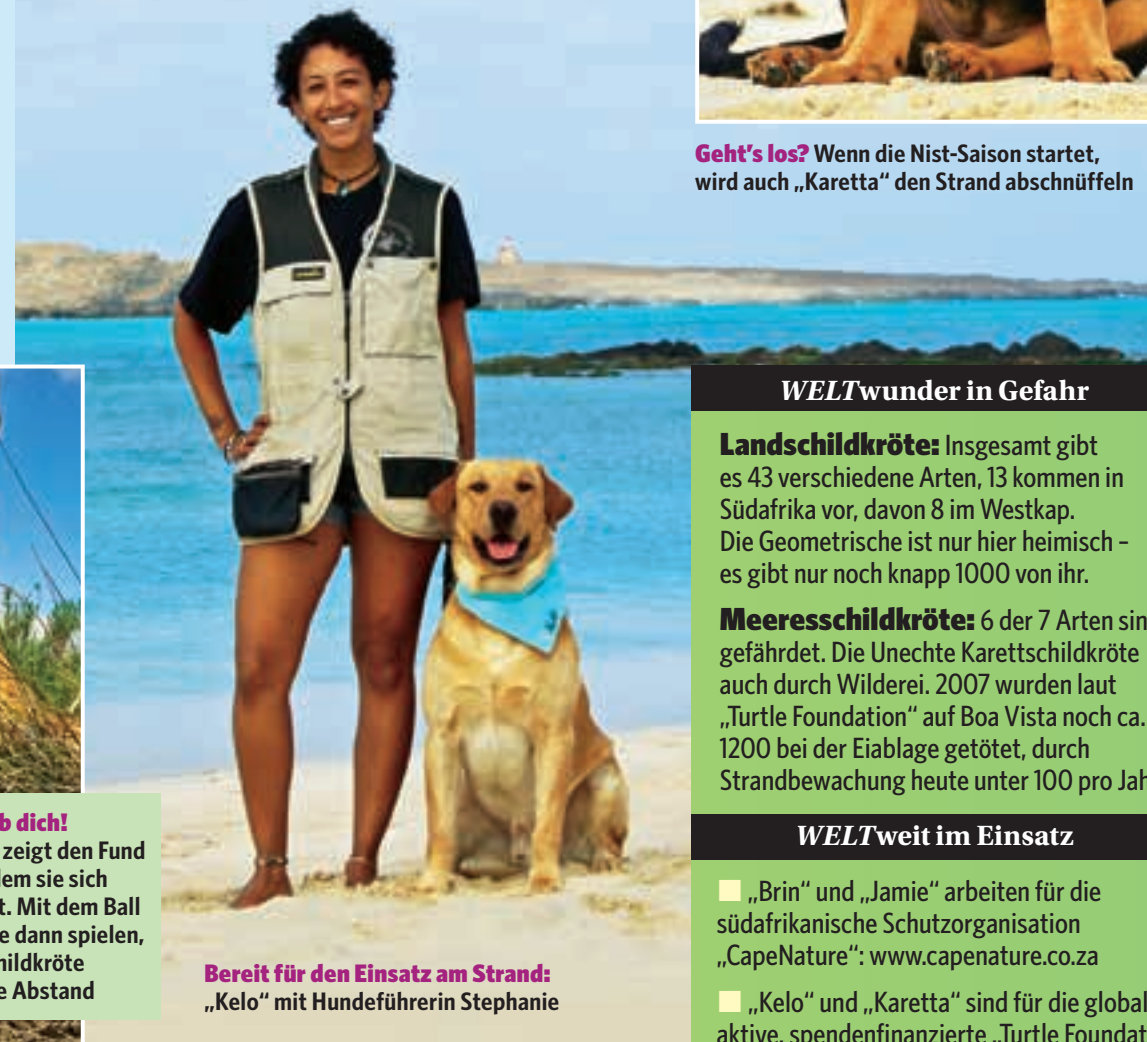 Geht's los? Wenn die Nist-Saison startet,
wird auch „Karetta“ den Strand abschnüffeln
WELTwunder in Gefahr
Landschildkröte: Insgesamt gibt
es 43 verschiedene Arten, 13 kommen in
Südafrika vor, davon 8 im Westkap.
Die Geometrische ist nur hier heimisch –
es gibt nur noch knapp 1000 von ihr.
Meeresschildkröte: 6 der 7 Arten
gefährdet. Die Unechte Karettschildkröte
auch durch Wilderei. 2007 wurden laut
„Turtle Foundation“ auf Boa Vista noch ca.
1200 bei der Eiablage getötet, durch
Strandbewachung heute unter 100 pro
WELTweit im Einsatz
„Brin“ und „Jamie“ arbeiten für die
südafrikanische Schutzorganisation
„CapeNature“: www.capenature.co.za
„Kelo“ und „Karetta“ sind für die global
aktive, spendenfinanzierte „Turtle
dich!
zeigt den Fund
sie sich
Mit dem Ball
dann spielen,
Abstand
Bereit für den Einsatz am Strand:
„Kelo“ mit Hundeführerin Stephanie